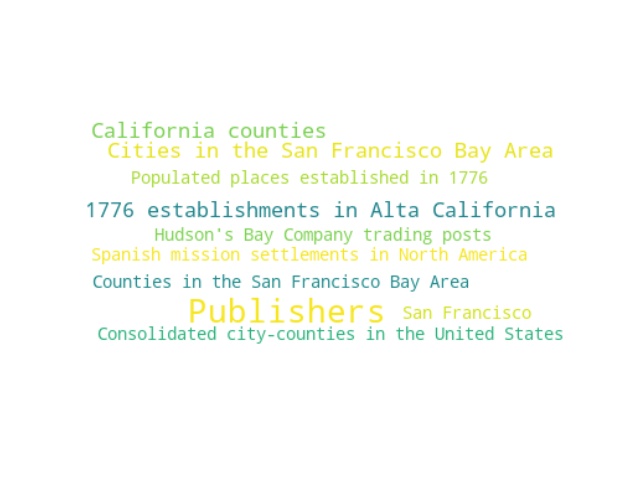 California counties
Cities in the San Francisco Bay Area
Populated places established in 1776
1776 establishments in Alta California
Hudson's Bay Company trading posts
Spanish mission settlements in North America
Counties in the San Francisco Bay Area
Publishers San Francisco
Consolidated city-counties in the United States